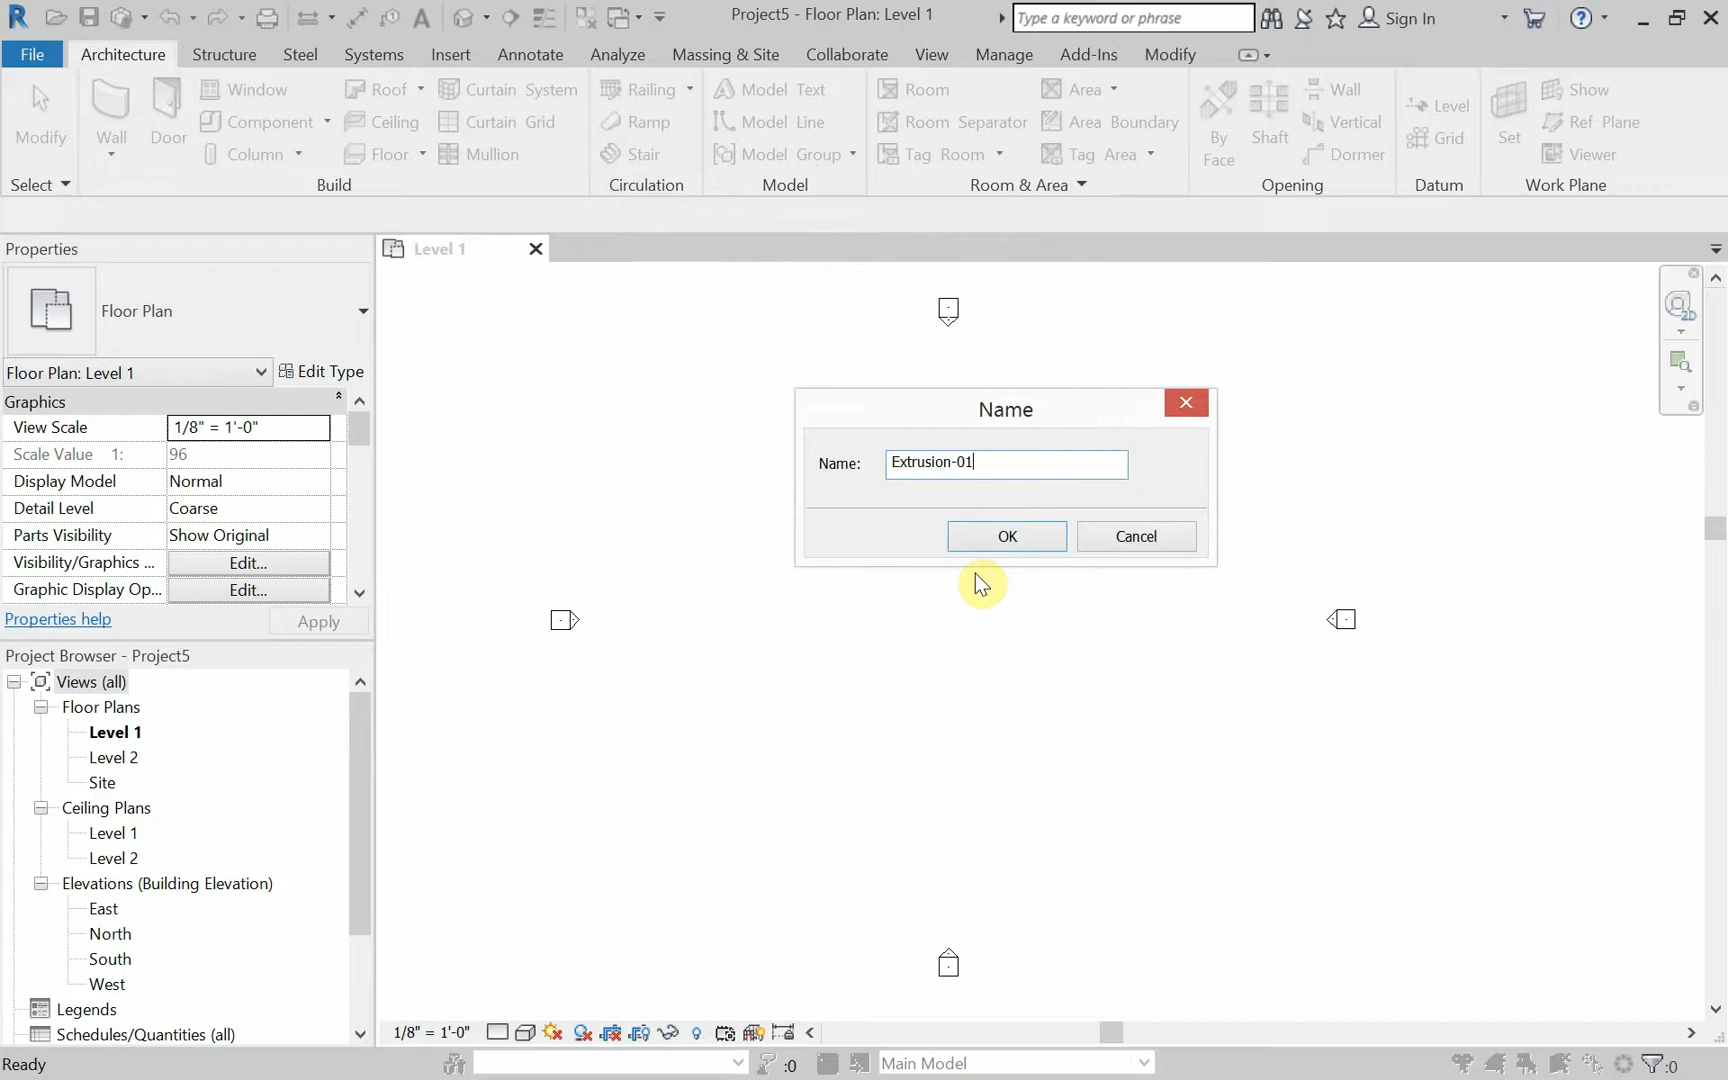 Project5 - Floor Plan: Level 1
Type a keyword or phrase
Sign In
File
Architecture
Structure
Steel
Systems
Insert
Annotate
Analyze
Massing & Site
Collaborate
View
Manage
Add-Ins
Modify
Modify
Select
Wall
Door
Window
Component
Column
Roof
Ceiling
Floor
Curtain System
Curtain Grid
Mullion
Build
Railing
Ramp
Stair
Circulation
Model Text
Model Line
Model Group
Model
Room
Room Separator
Tag Room
Area
Area Boundary
Tag Area
Room & Area
By
Face
Shaft
Wall
Vertical
Dormer
Opening
Level
Grid
Datum
Set
Show
Ref Plane
Viewer
Work Plane
Properties
Floor Plan
Floor Plan: Level 1
Edit Type
Graphics
View Scale 1/8" = 1'-0"
Scale Value 1: 96
Display Model Normal
Detail Level Coarse
Parts Visibility Show Original
Visibility/Graphics ... Edit...
Graphic Display Op... Edit...
Properties help
Apply
Project Browser - Project5
Views (all)
Floor Plans
Level 1
Level 2
Site
Ceiling Plans
Level 1
Level 2
Elevations (Building Elevation)
East
North
South
West
Legends
Schedules/Quantities (all)
Level 1
2D
Name
Name: Extrusion-01
OK
Cancel
1/8" = 1'-0"
Ready
:0
Main Model
:0